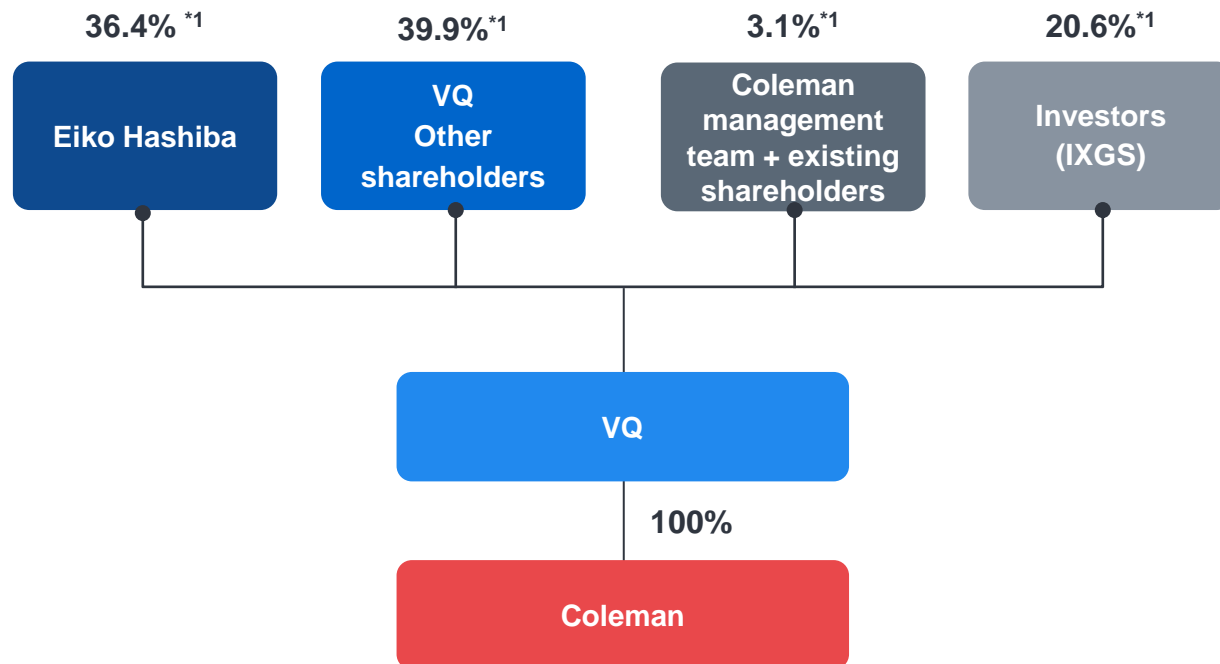 36.4% *1
39.9%*1
3.1%*1
20.6%*1
Eiko Hashiba
VQ
Other
shareholders
Coleman
management
team + existing
shareholders
Investors
(IXGS)
VQ
100%
Coleman